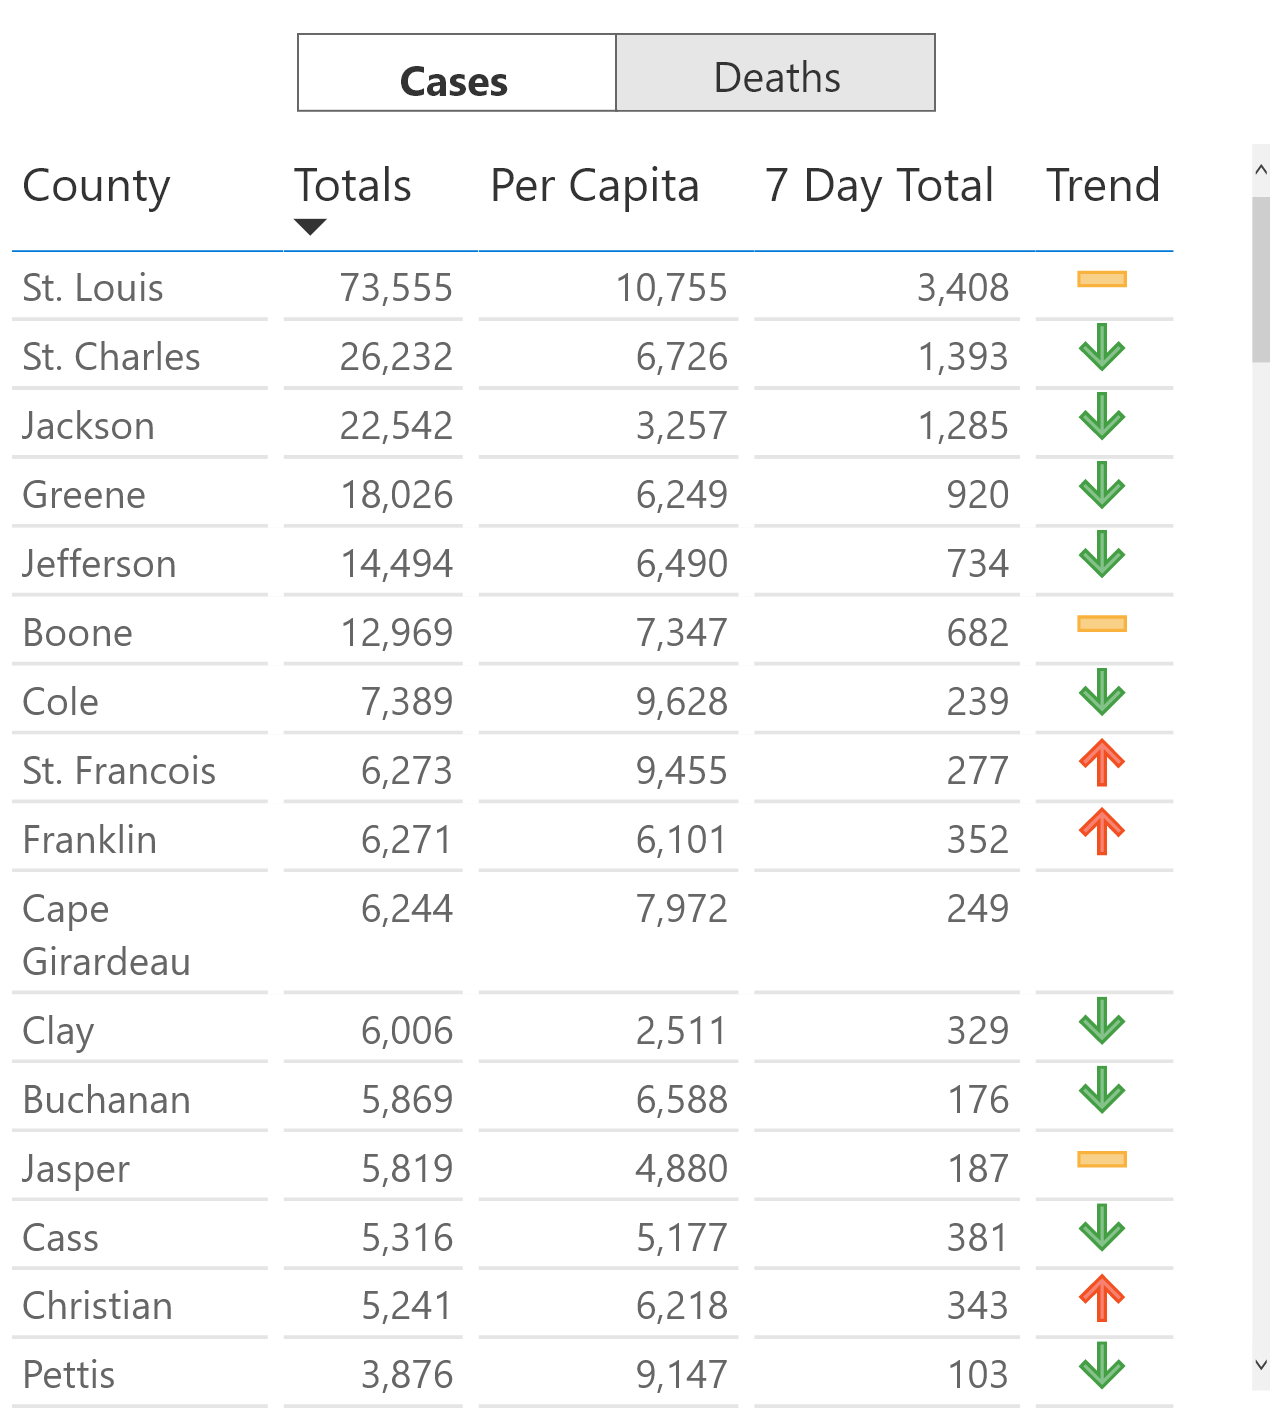 Cases Deaths
County Totals Per Capita 7 Day Total Trend
St. Louis 73,555 10,755 3,408
St. Charles 26,232 6,726 1,393
Jackson 22,542 3,257 1,285
Greene 18,026 6,249 920
Jefferson 14,494 6,490 734
Boone 12,969 7,347 682
Cole 7,389 9,628 239
St. Francois 6,273 9,455 277
Franklin 6,271 6,101 352
Cape 6,244 7,972 249
Girardeau
Clay 6,006 2,511 329
Buchanan 5,869 6,588 176
Jasper 5,819 4,880 187
Cass 5,316 5,177 381
Christian 5,241 6,218 343
Pettis 3,876 9,147 103